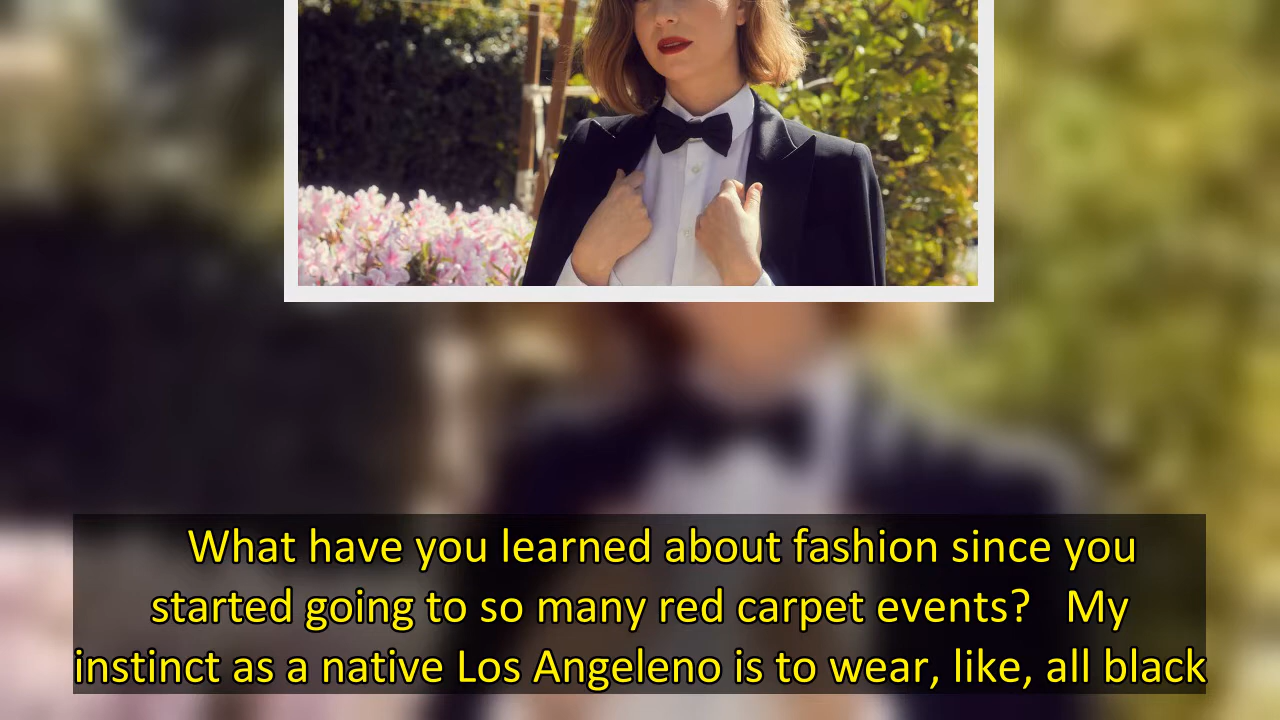 What have you learned about fashion since you
started going to so many red carpet events? My
instinct as a native Los Angeleno is to wear, like, all black